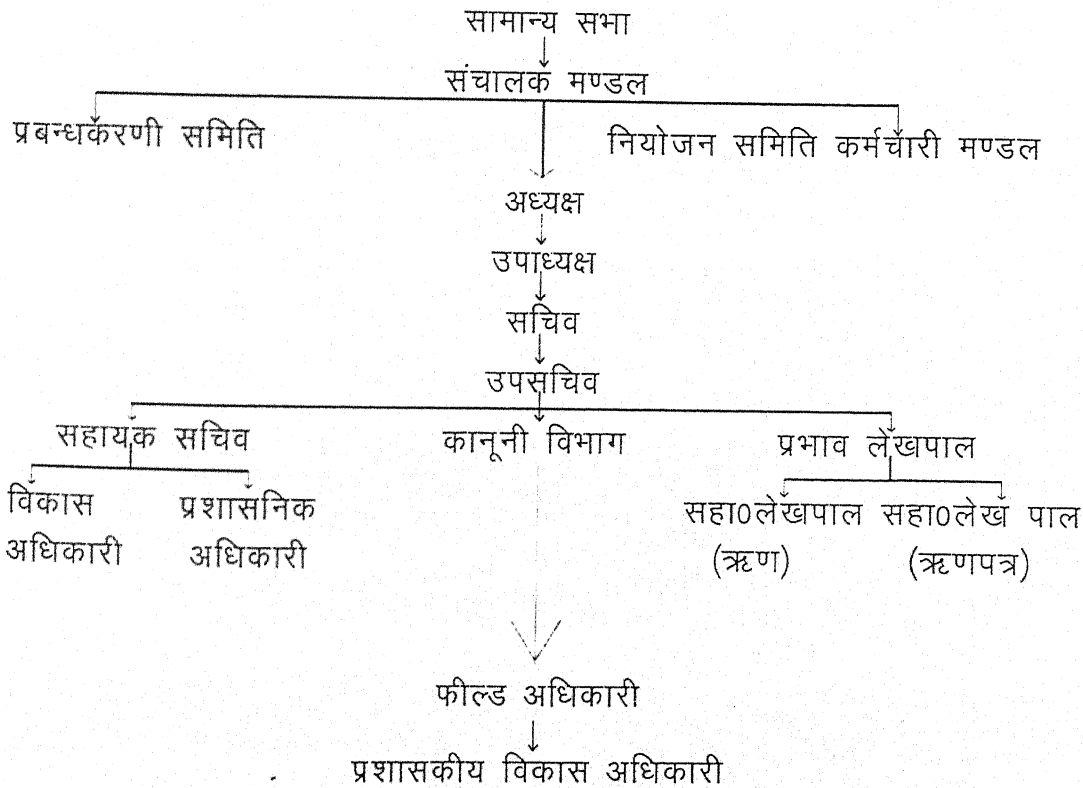 सामान्य सभा
संचालक मण्डल
प्रबन्धकरणी समिति
नियोजन समिति कर्मचारी मण्डल
अध्यक्ष
उपाध्यक्ष
सचिव
उपसचिव
सहायक सचिव कानूनी विभाग प्रभाव लेखपाल
विकास प्रशासनिक सहा0लेखपाल सहा0लेख पाल
अधिकारी अधिकारी (ऋण) (ऋणपत्र)
फील्ड अधिकारी
प्रशासकीय विकास अधिकारी